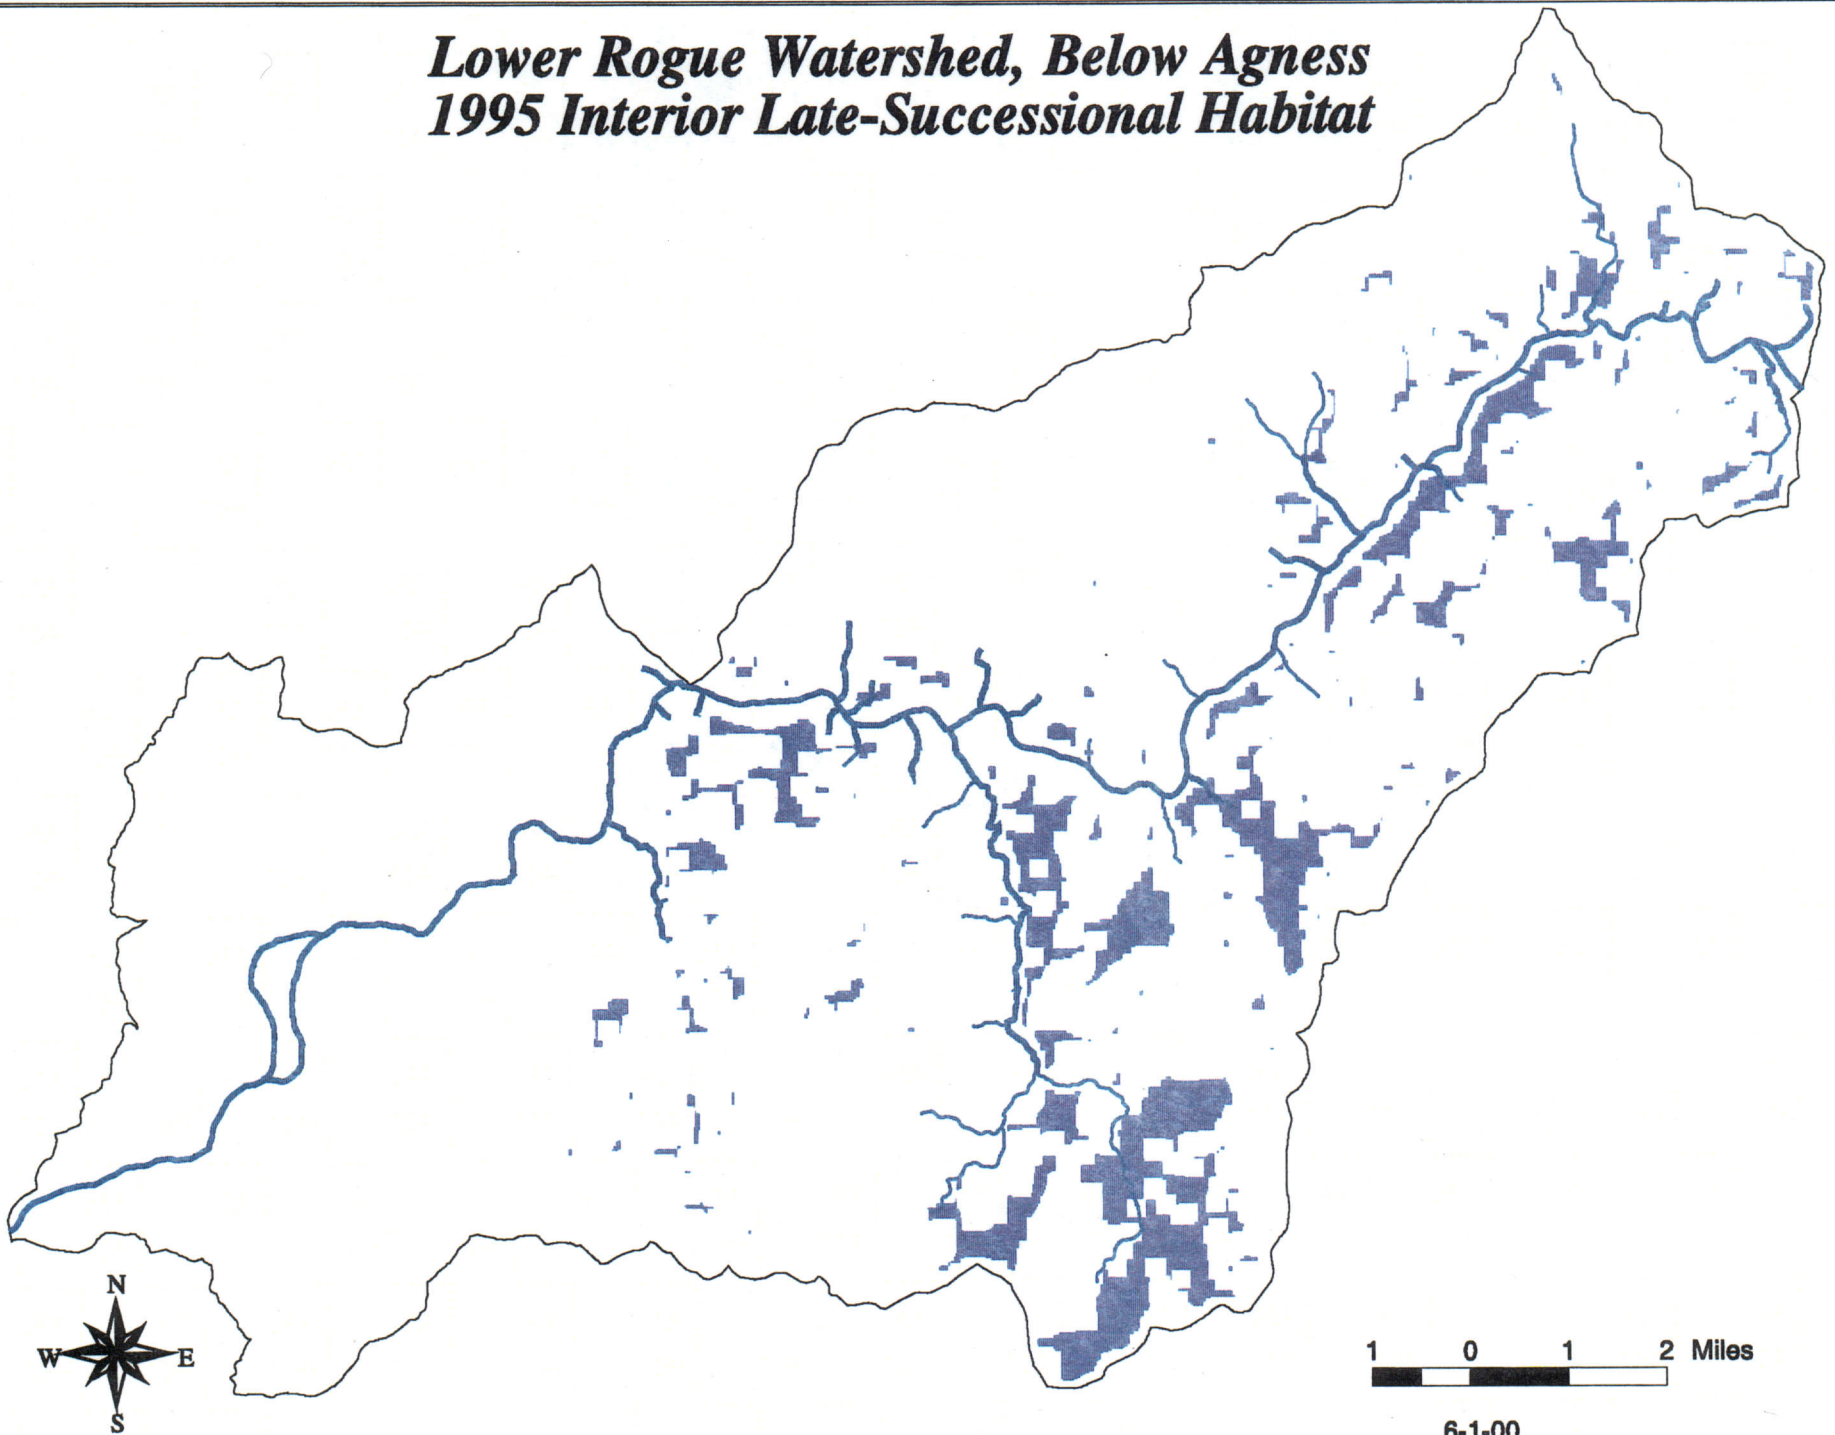 Lower Rogue Watershed, Below Agness
1995 Interior Late-Successional Habitat
N
W E
S
1 0 1 2 Miles
6-1-00